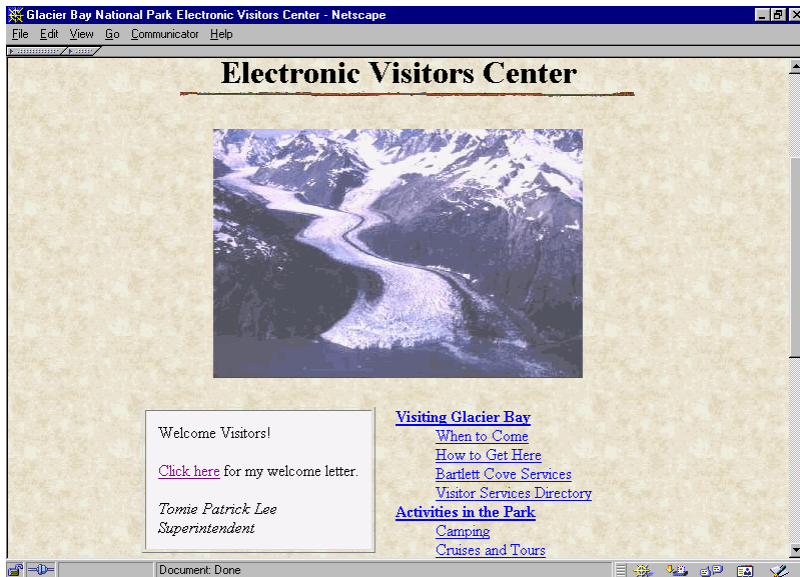 Glacier Bay National Park Electronic Visitors Center - Netscape
File Edit View Go Communicator Help
Electronic Visitors Center
Welcome Visitors!
Click here for my welcome letter.
Tomie Patrick Lee
Superintendent
Visiting Glacier Bay
When to Come
How to Get Here
Bartlett Cove Services
Visitor Services Directory
Activities in the Park
Camping
Cruises and Tours
Document: Done